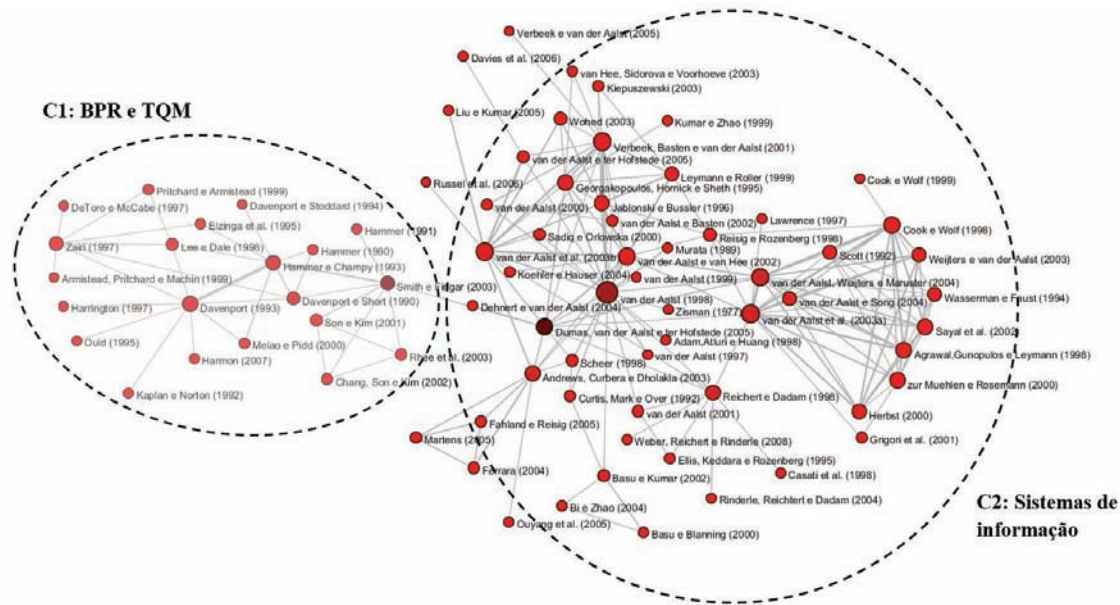 C1: BPR e TQM
Pritchard e Armistead (1999)
DeToro e McCabe (1997)
Davenport e Stoddard (1994)
Elzinga et al. (1995)
Hammer (1991)
Zairi (1997)
Lee e Dale (1998)
Hammer (1990)
Hammer e Champy (1993)
Armistead, Pritchard e Machin (1999)
Smith e Fingar (2003)
Harrington (1997)
Davenport (1993)
Davenport e Short (1990)
Son e Kim (2001)
Ould (1995)
Melao e Pidd (2000)
Harmon (2007)
Rhee et al. (2003)
Chang, Son e Kim (2002)
Kaplan e Norton (1992)
Verbeek e van der Aalst (2005)
Davies et al. (2006)
van Hee, Sidorova e Voorhoeve (2003)
Kiepuszewski (2003)
Liu e Kumar (2005)
Wohed (2003)
Kumar e Zhao (1999)
Verbeek, Basten e van der Aalst (2001)
van der Aalst e ter Hofstede (2005)
Leymann e Roller (1999)
Russel et al. (2006)
Georgakopoulos, Hornick e Sheth (1995)
Cook e Wolf (1999)
van der Aalst (2000)
Jablonski e Bussler (1996)
van der Aalst e Basten (2002)
Lawrence (1997)
Cook e Wolf (1998)
Sadiq e Orlowska (2000)
Reisig e Rozenberg (1998)
Murata (1989)
van der Aalst et al. (2003b)
van der Aalst e van Hee (2002)
Scott (1992)
Weijters e van der Aalst (2003)
Koehler e Hauser (2004)
van der Aalst (1999)
van der Aalst, Weijters e Maruster (2004)
van der Aalst (1998)
van der Aalst e Song (2004)
Wasserman e Faust (1994)
Dehnert e van der Aalst (2004)
Zisman (1977)
van der Aalst et al. (2003a)
Dumas, van der Aalst e ter Hofstede (2005)
Sayal et al. (2002)
Adam,Atluri e Huang (1998)
Agrawal,Gunopulos e Leymann (1998)
Scheer (1998)
van der Aalst (1997)
Andrews, Curbera e Dholakia (2003)
zur Muehlen e Rosemann (2000)
Curtis, Mark e Over (1992)
Reichert e Dadam (1998)
van der Aalst (2001)
Herbst (2000)
Fahland e Reisig (2005)
Martens (2005)
Weber, Reichert e Rinderle (2008)
Grigori et al. (2001)
Ellis, Keddara e Rozenberg (1995)
Ferrara (2004)
Basu e Kumar (2002)
Casati et al. (1998)
Rinderle, Reichtert e Dadam (2004)
Bi e Zhao (2004)
Ouyang et al. (2005)
Basu e Blanning (2000)
C2: Sistemas de
informação